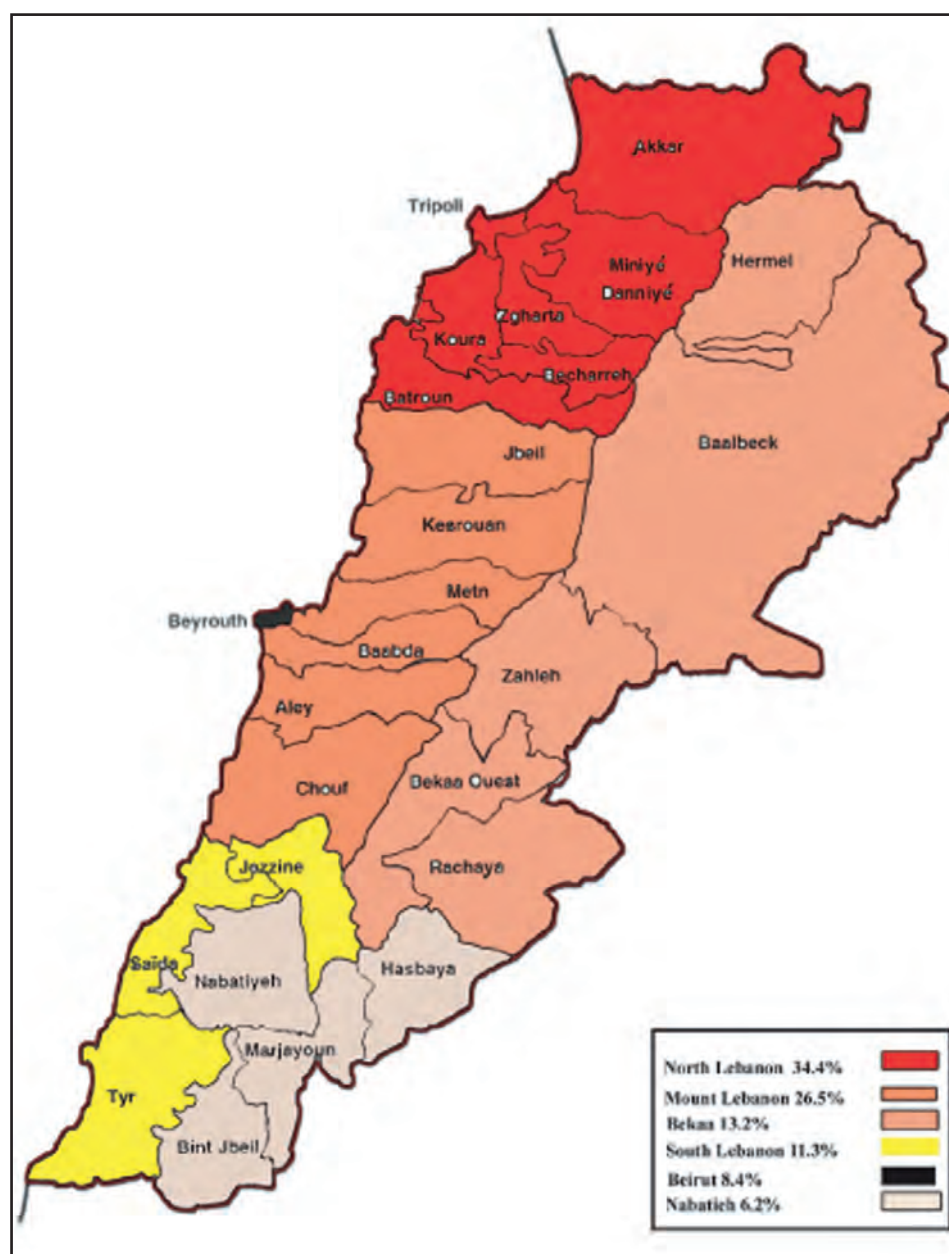 Akkar
Tripoli
Hermel
Miniyé
Danniyé
Zgharta
Koura
Becharreh
Batroun
Baalbeck
Jbeil
Kesrouan
Metn
Beyrouth
Baabda
Zahleh
Aley
Bekaa Ouest
Chouf
Jezzine
Rachaya
Saïda
Hasbaya
Nabatiyeh
Marjayoun
Tyr
Bint Jbeil
North Lebanon 34.4%
Mount Lebanon 26.5%
Bekaa 13.2%
South Lebanon 11.3%
Beirut 8.4%
Nabatieh 6.2%